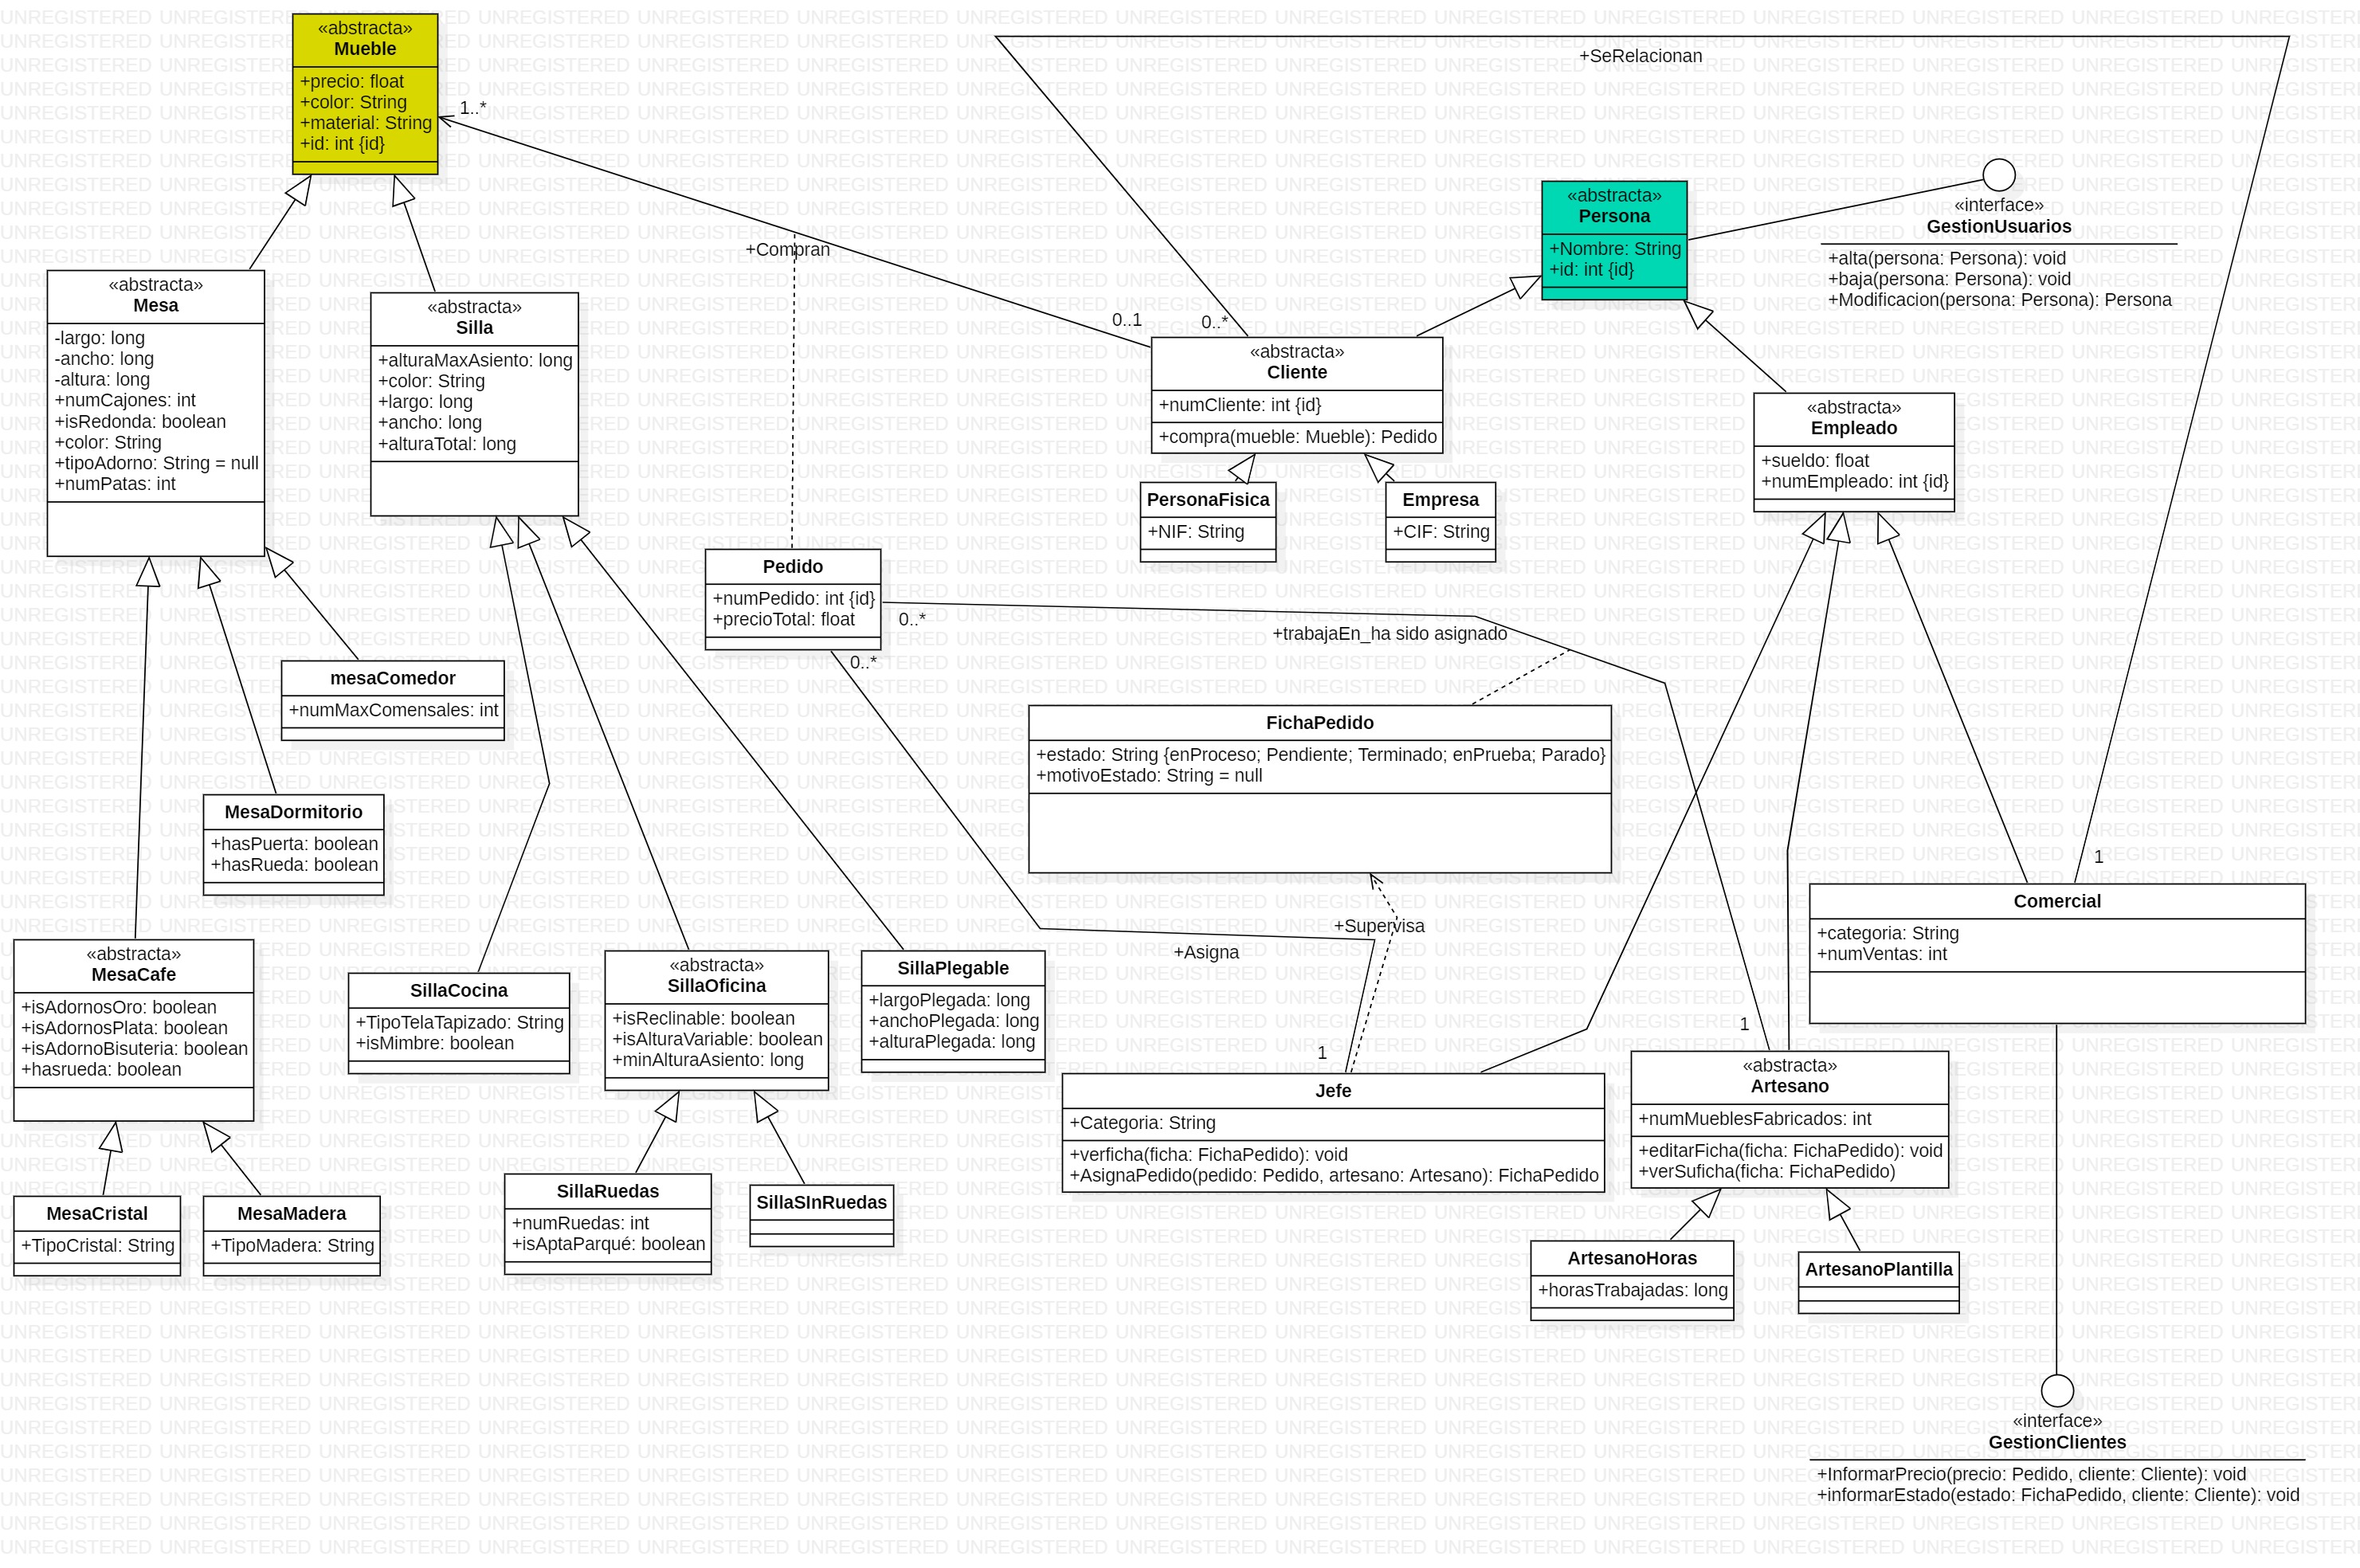 «abstracta»
Mueble
+precio: float
+color: String
+material: String
+id: int {id}
1..*
+SeRelacionan
«abstracta»
Persona
+Nombre: String
+id: int {id}
«interface»
GestionUsuarios
+alta(persona: Persona): void
+baja(persona: Persona): void
+Modificacion(persona: Persona): Persona
+Compran
0..1
0..*
«abstracta»
Mesa
-largo: long
-ancho: long
-altura: long
+numCajones: int
+isRedonda: boolean
+color: String
+tipoAdorno: String = null
+numPatas: int
«abstracta»
Silla
+alturaMaxAsiento: long
+color: String
+largo: long
+ancho: long
+alturaTotal: long
«abstracta»
Cliente
+numCliente: int {id}
+compra(mueble: Mueble): Pedido
PersonaFisica
+NIF: String
Empresa
+CIF: String
«abstracta»
Empleado
+sueldo: float
+numEmpleado: int {id}
Pedido
+numPedido: int {id}
+precioTotal: float
0..*
0..*
+trabajaEn_ha sido asignado
mesaComedor
+numMaxComensales: int
FichaPedido
+estado: String {enProceso; Pendiente; Terminado; enPrueba; Parado}
+motivoEstado: String = null
MesaDormitorio
+hasPuerta: boolean
+hasRueda: boolean
+Supervisa
+Asigna
1
Comercial
+categoria: String
+numVentas: int
«abstracta»
MesaCafe
+isAdornosOro: boolean
+isAdornosPlata: boolean
+isAdornoBisuteria: boolean
+hasrueda: boolean
SillaCocina
+TipoTelaTapizado: String
+isMimbre: boolean
«abstracta»
SillaOficina
+isReclinable: boolean
+isAlturaVariable: boolean
+minAlturaAsiento: long
SillaPlegable
+largoPlegada: long
+anchoPlegada: long
+alturaPlegada: long
1
1
Jefe
+Categoria: String
+verficha(ficha: FichaPedido): void
+AsignaPedido(pedido: Pedido, artesano: Artesano): FichaPedido
«abstracta»
Artesano
+numMueblesFabricados: int
+editarFicha(ficha: FichaPedido): void
+verSuficha(ficha: FichaPedido)
MesaCristal
+TipoCristal: String
MesaMadera
+TipoMadera: String
SillaRuedas
+numRuedas: int
+isAptaParqué: boolean
SillaSInRuedas
ArtesanoHoras
+horasTrabajadas: long
ArtesanoPlantilla
«interface»
GestionClientes
+InformarPrecio(precio: Pedido, cliente: Cliente): void
+informarEstado(estado: FichaPedido, cliente: Cliente): void
UNREGISTERED